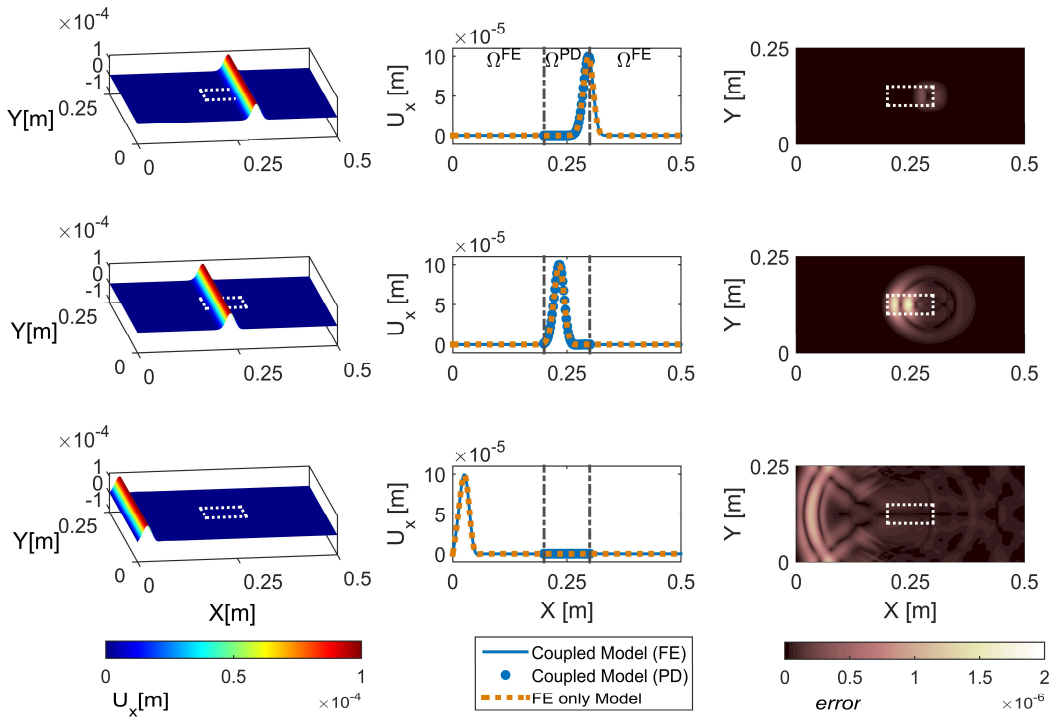 ×10⁻⁴
1
0
-1
0.25
Y[m]
0
0
0.25
0.5
×10⁻⁵
Ω^FE Ω^PD Ω^FE
10
5
0
U_x [m]
0 0.25 0.5
0.25
Y [m]
0
0 0.25 0.5
×10⁻⁴
1
0
-1
0.25
Y[m]
0
0
0.25
0.5
×10⁻⁵
10
5
0
U_x [m]
0 0.25 0.5
0.25
Y [m]
0
0 0.25 0.5
×10⁻⁴
1
0
-1
0.25
Y[m]
0
0
0.25
0.5
X[m]
×10⁻⁵
10
5
0
U_x [m]
0 0.25 0.5
X [m]
0.25
Y [m]
0
0 0.25 0.5
X [m]
0 0.5 1
U_x[m] ×10⁻⁴
Coupled Model (FE)
Coupled Model (PD)
FE only Model
0 0.5 1 1.5 2
error ×10⁻⁶